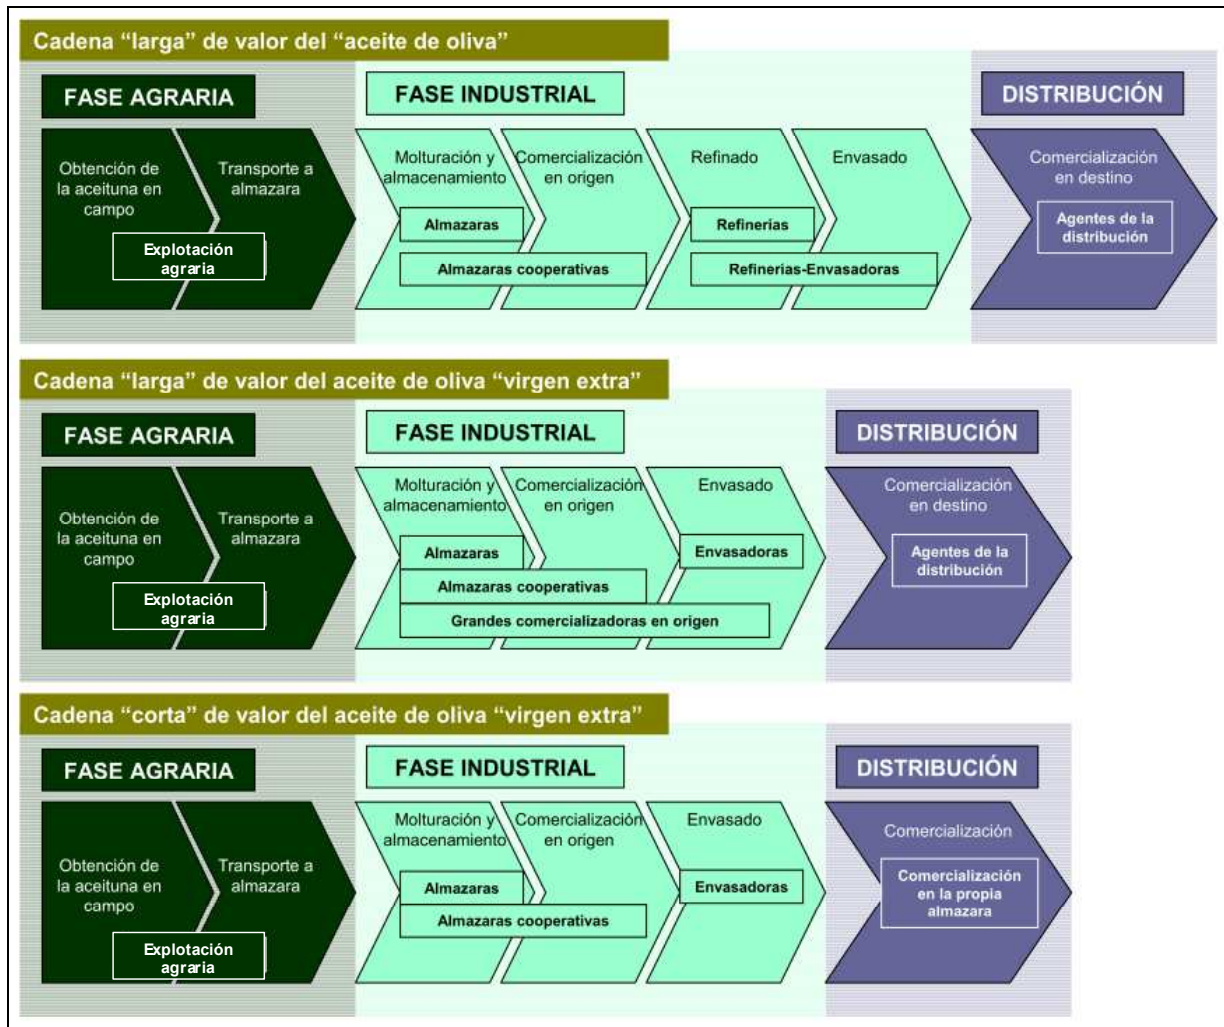 Cadena “larga” de valor del “aceite de oliva”
FASE AGRARIA
FASE INDUSTRIAL
DISTRIBUCIÓN
Obtención de
la aceituna en
campo
Transporte a
almazara
Explotación
agraria
Molturación y
almacenamiento
Comercialización
en origen
Refinado
Envasado
Almazaras
Refinerías
Almazaras cooperativas
Refinerias-Envasadoras
Comercialización
en destino
Agentes de la
distribución
Cadena “larga” de valor del aceite de oliva “virgen extra”
FASE AGRARIA
FASE INDUSTRIAL
DISTRIBUCIÓN
Obtención de
la aceituna en
campo
Transporte a
almazara
Explotación
agraria
Molturación y
almacenamiento
Comercialización
en origen
Envasado
Almazaras
Envasadoras
Almazaras cooperativas
Grandes comercializadoras en origen
Comercialización
en destino
Agentes de la
distribución
Cadena “corta” de valor del aceite de oliva “virgen extra”
FASE AGRARIA
FASE INDUSTRIAL
DISTRIBUCIÓN
Obtención de
la aceituna en
campo
Transporte a
almazara
Explotación
agraria
Molturación y
almacenamiento
Comercialización
en origen
Envasado
Almazaras
Envasadoras
Almazaras cooperativas
Comercialización
Comercialización
en la propia
almazara